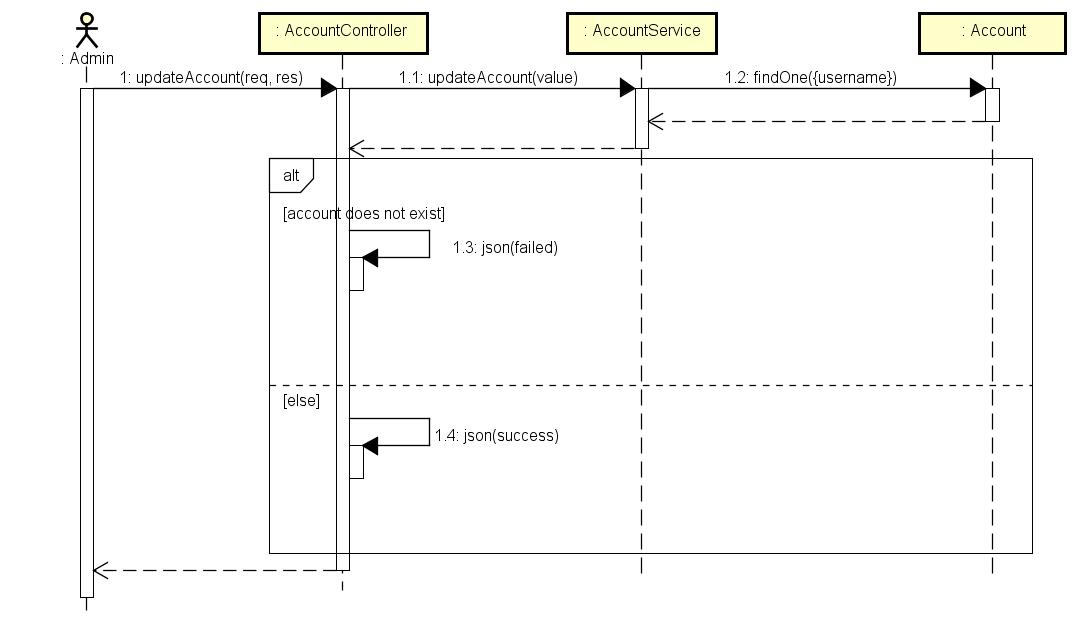 : Admin
: AccountController
: AccountService
: Account
1: updateAccount(req, res)
1.1: updateAccount(value)
1.2: findOne({username})
alt
[account does not exist]
1.3: json(failed)
[else]
1.4: json(success)